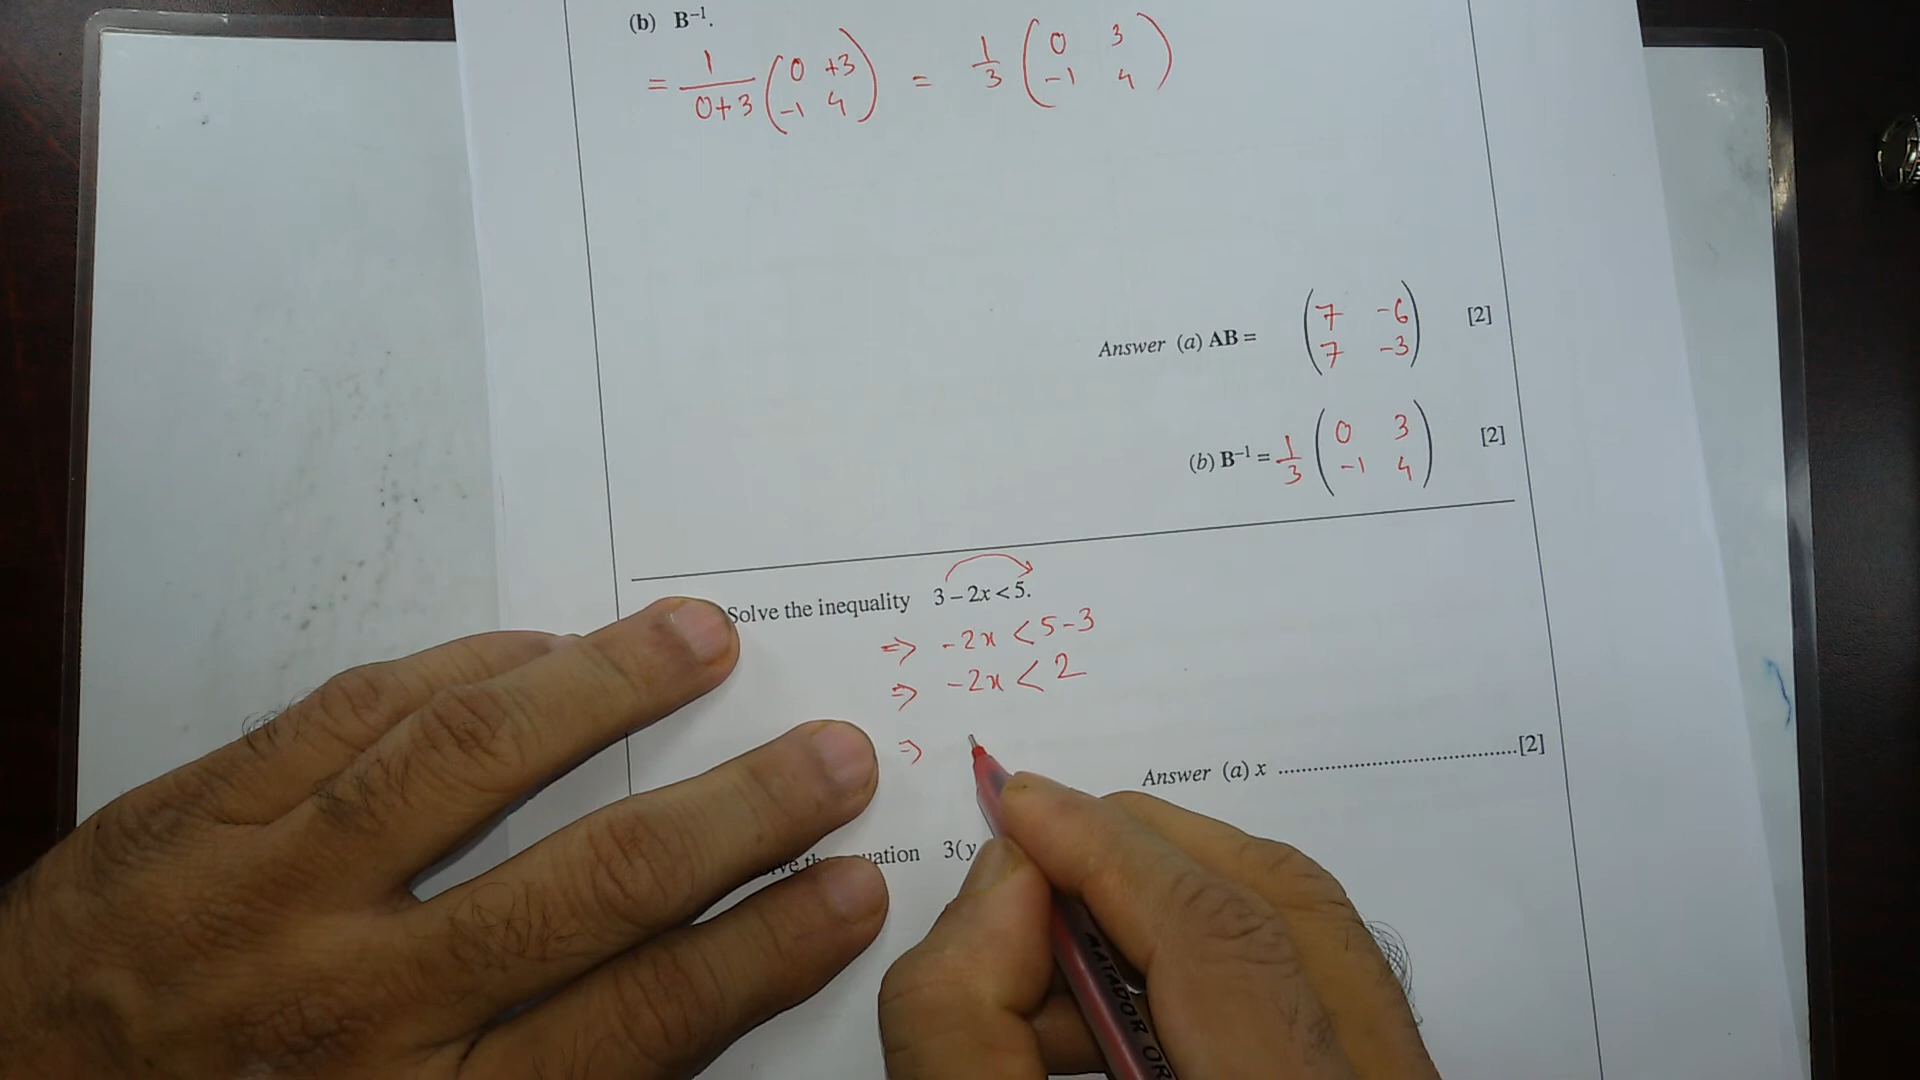 (b) B⁻¹.
= 1/(0+3) (0 +3 / -1 4) = 1/3 (0 3 / -1 4)
Answer (a) AB = (7 -6 / 7 -3) [2]
(b) B⁻¹ = 1/3 (0 3 / -1 4) [2]
Solve the inequality 3 – 2x < 5.
⇒ -2x < 5-3
⇒ -2x < 2
⇒
Answer (a) x ........................................[2]
3(y
MATADOR